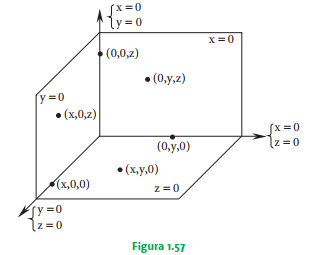 {x = 0
{y = 0
x = 0
(0,0,z)
(0,y,z)
y = 0
(x,0,z)
{x = 0
{z = 0
(0,y,0)
(x,y,0)
(x,0,0)
z = 0
{y = 0
{z = 0
Figura 1.57